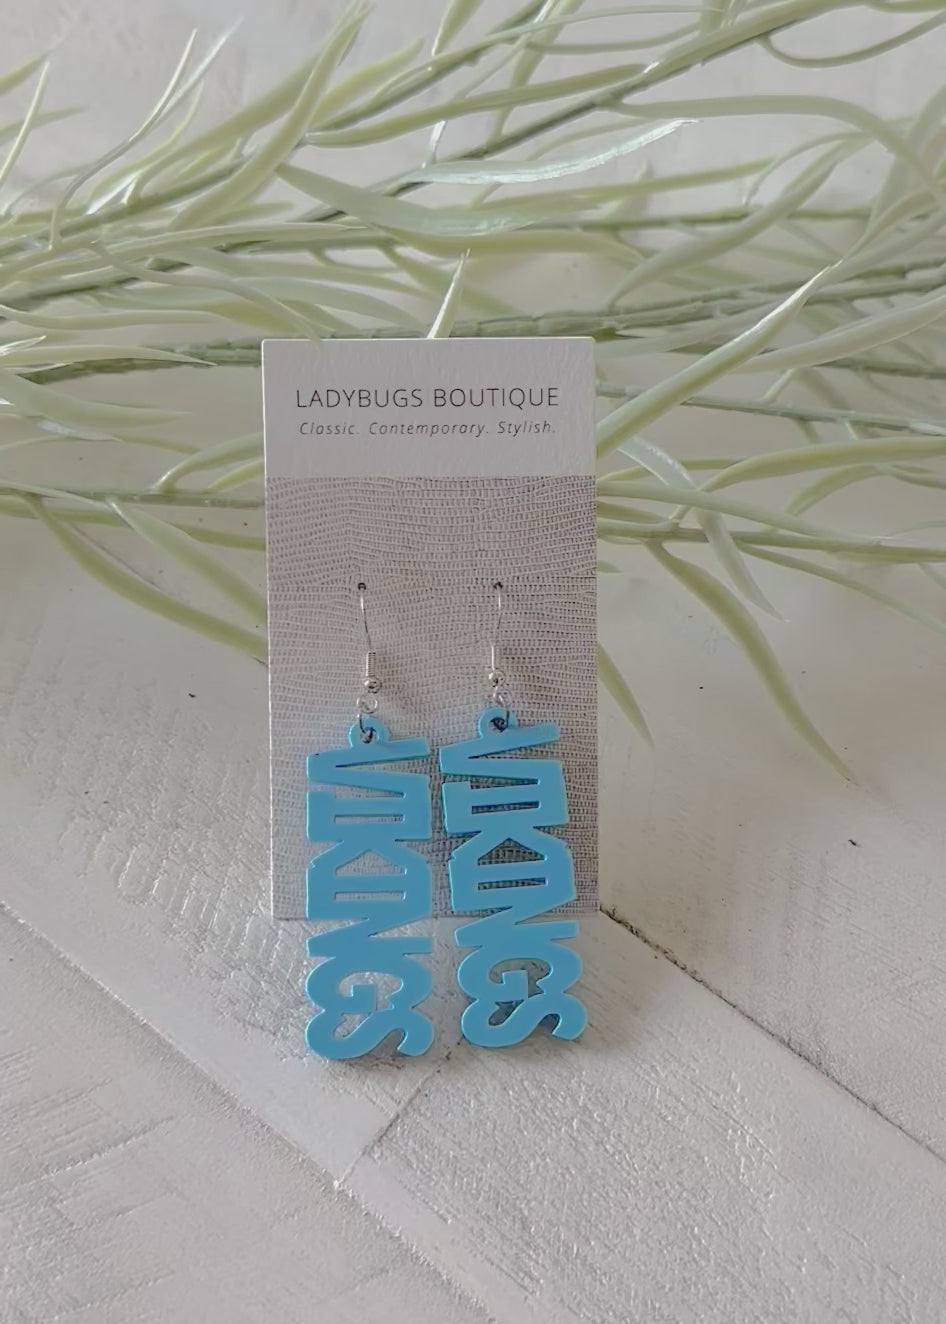 LADYBUGS BOUTIQUE
Classic. Contemporary. Stylish.
VIKINGS
VIKINGS